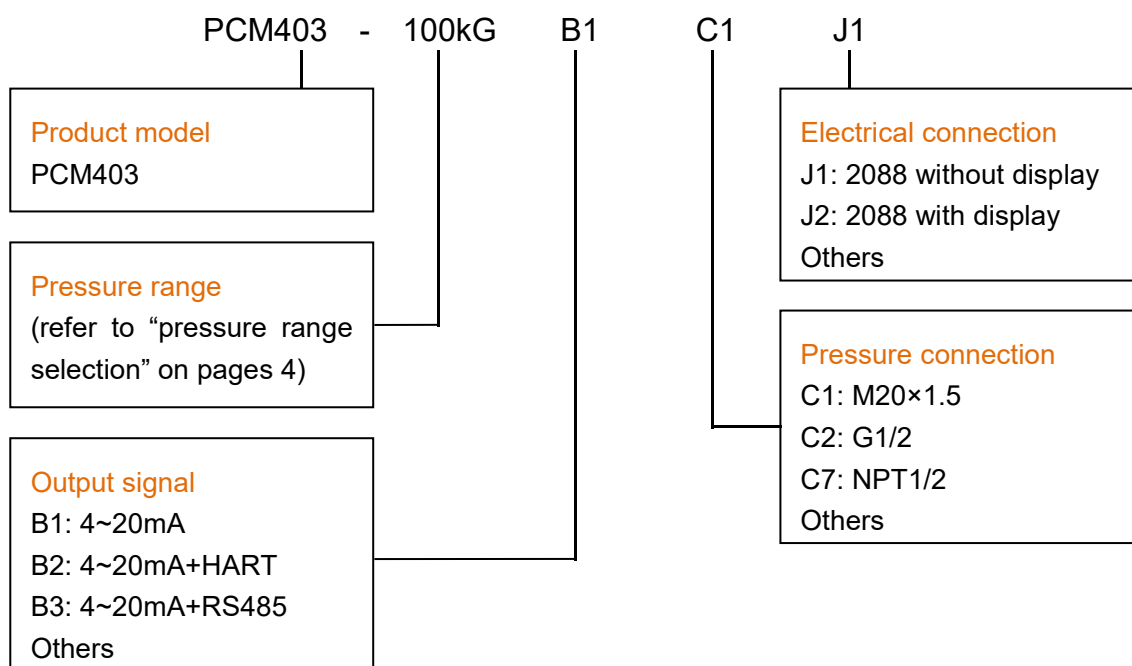 PCM403 - 100kG B1 C1 J1
Product model
PCM403
Pressure range
(refer to “pressure range
selection” on pages 4)
Output signal
B1: 4~20mA
B2: 4~20mA+HART
B3: 4~20mA+RS485
Others
Electrical connection
J1: 2088 without display
J2: 2088 with display
Others
Pressure connection
C1: M20×1.5
C2: G1/2
C7: NPT1/2
Others